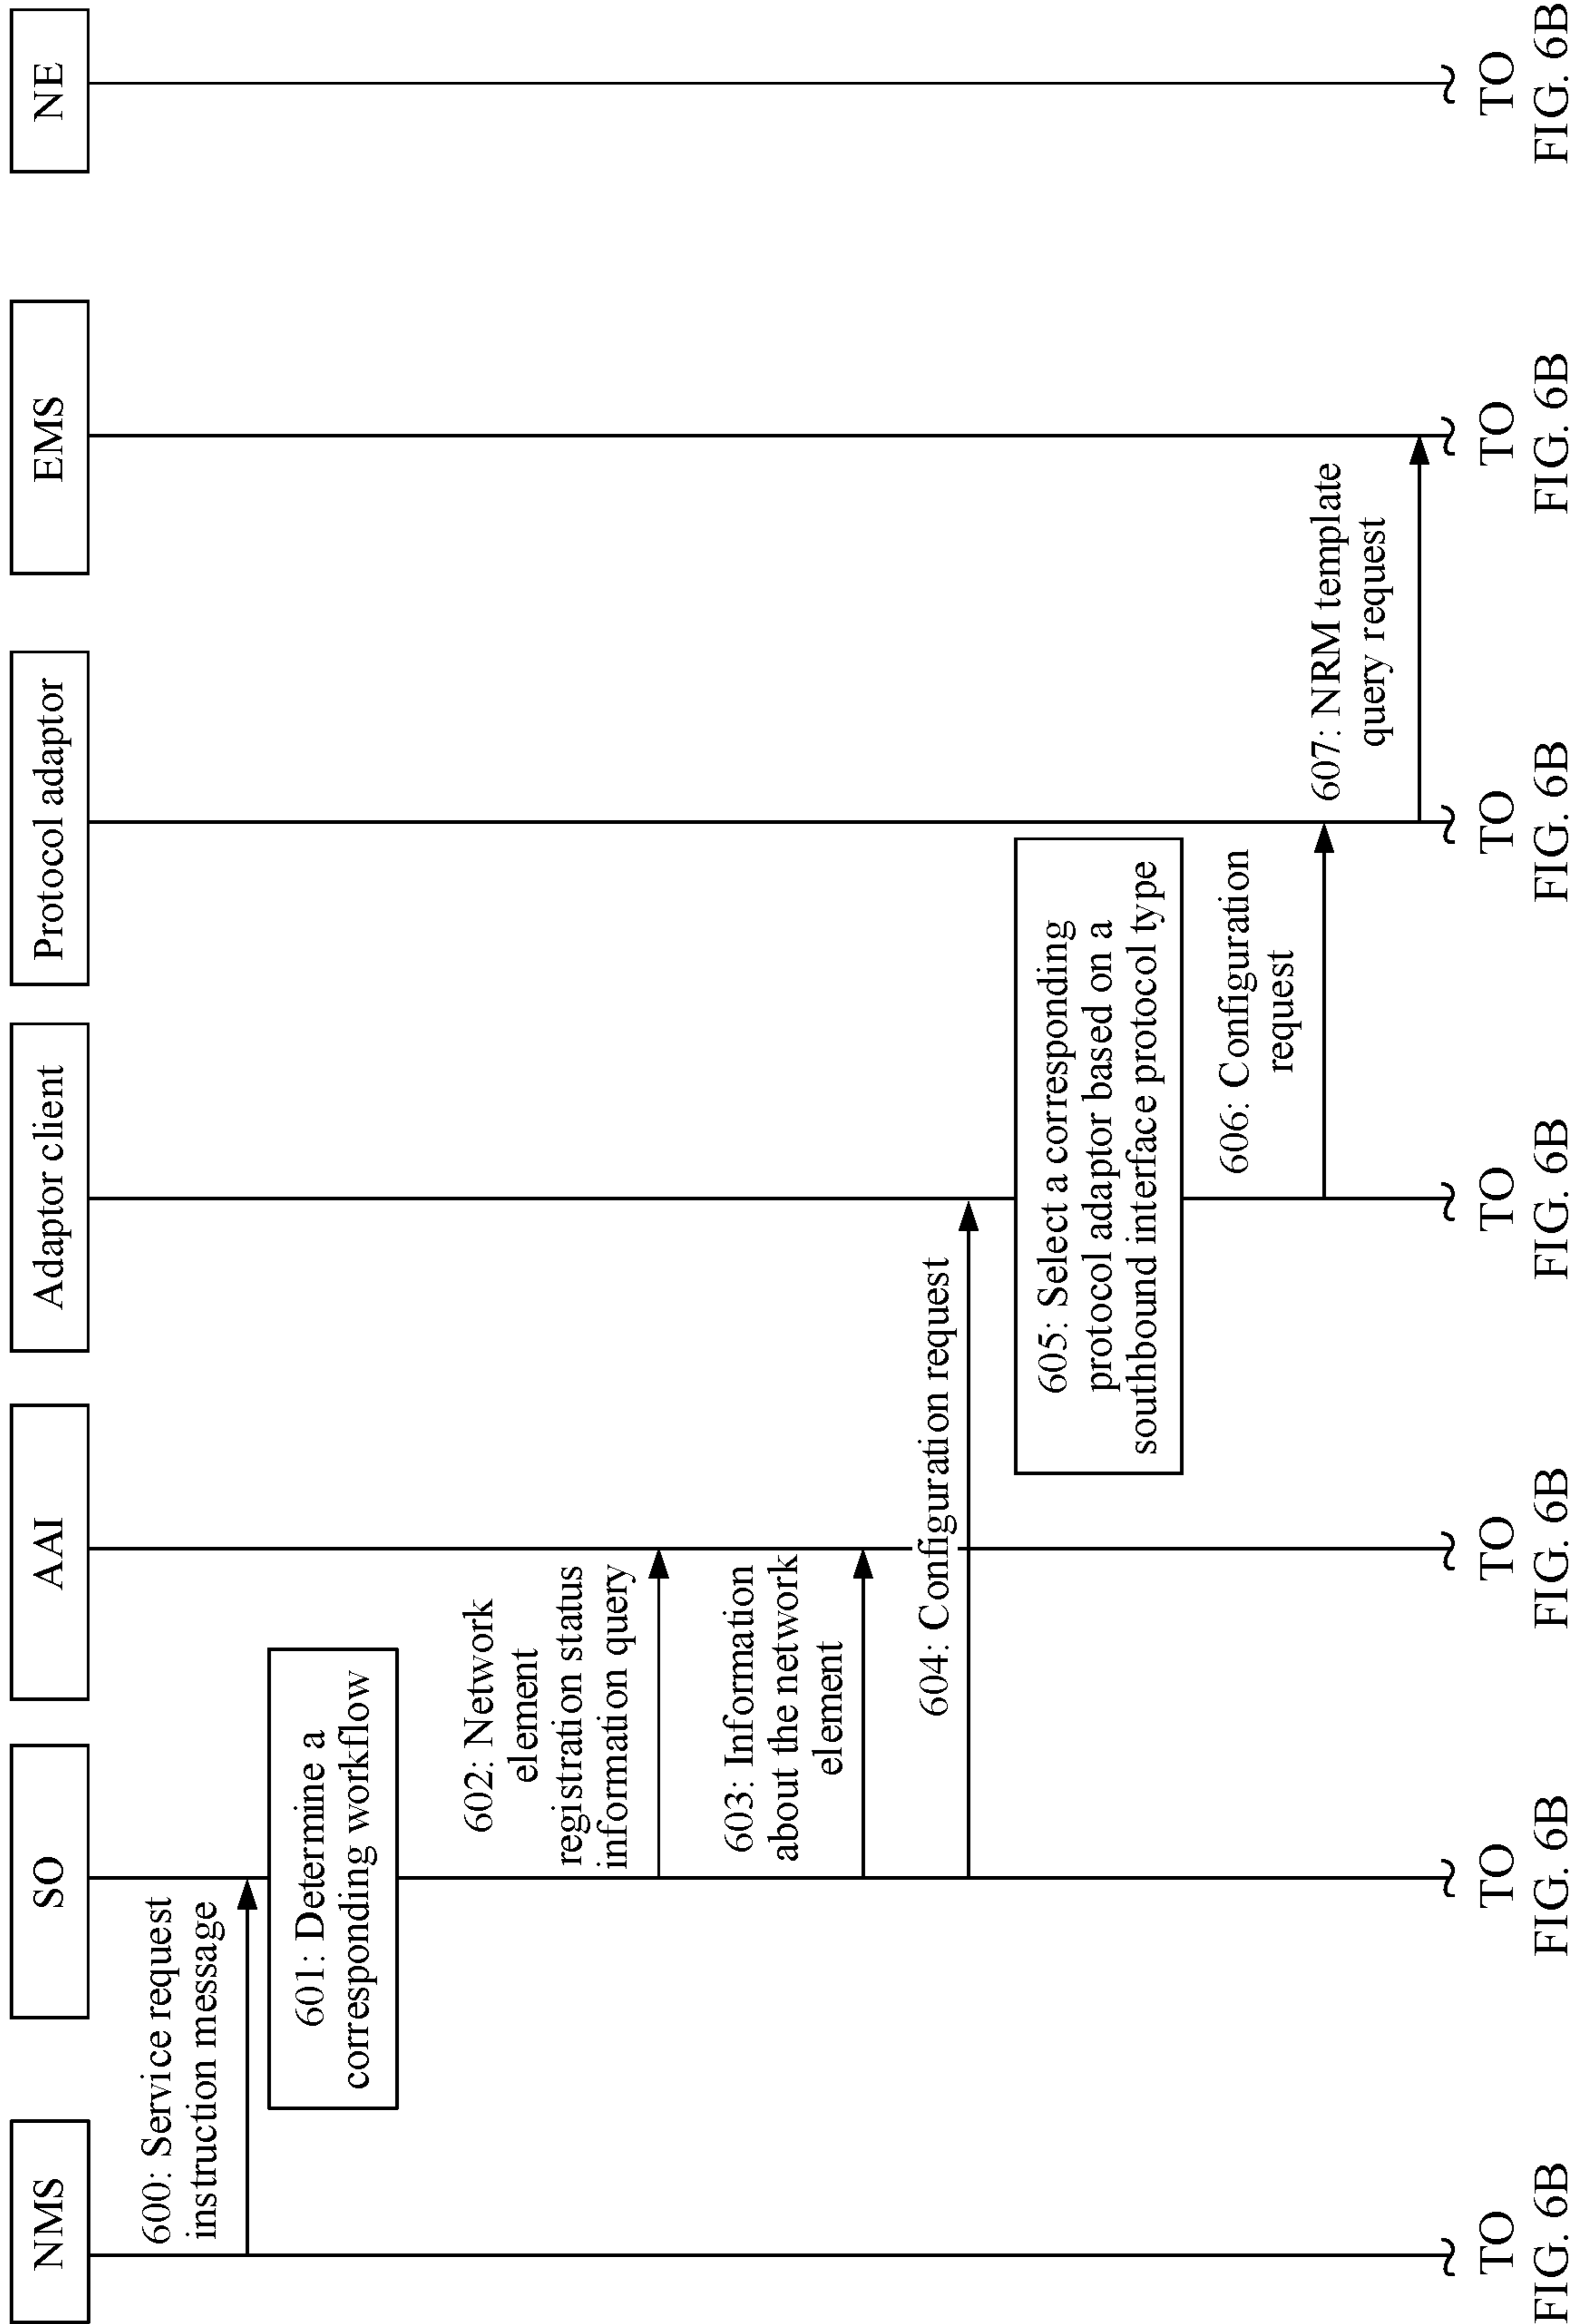 NMS
SO
AAI
Adaptor client
Protocol adaptor
EMS
NE
600: Service request
instruction message
601: Determine a
corresponding workflow
602: Network
element
registration status
information query
603: Information
about the network
element
604: Configuration request
605: Select a corresponding
protocol adaptor based on a
southbound interface protocol type
606: Configuration
request
607: NRM template
query request
TO
FIG. 6B
TO
FIG. 6B
TO
FIG. 6B
TO
FIG. 6B
TO
FIG. 6B
TO
FIG. 6B
TO
FIG. 6B